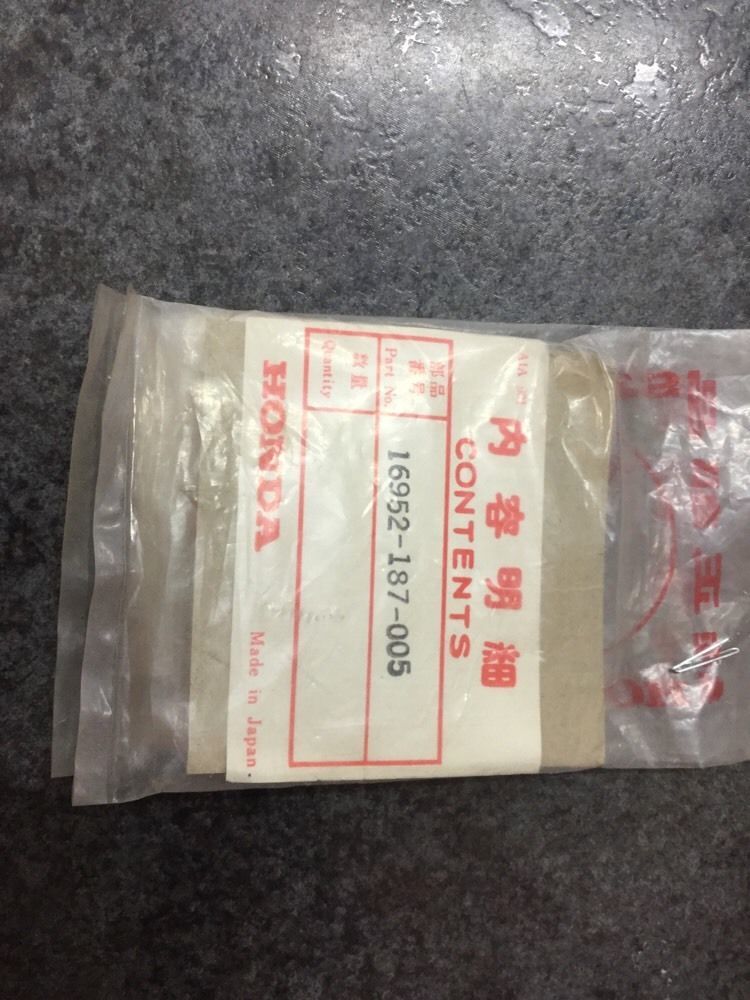 内容明細
CONTENTS
部品番号
Part No.
16952-187-005
数量
Quantity
HONDA
Made in Japan.